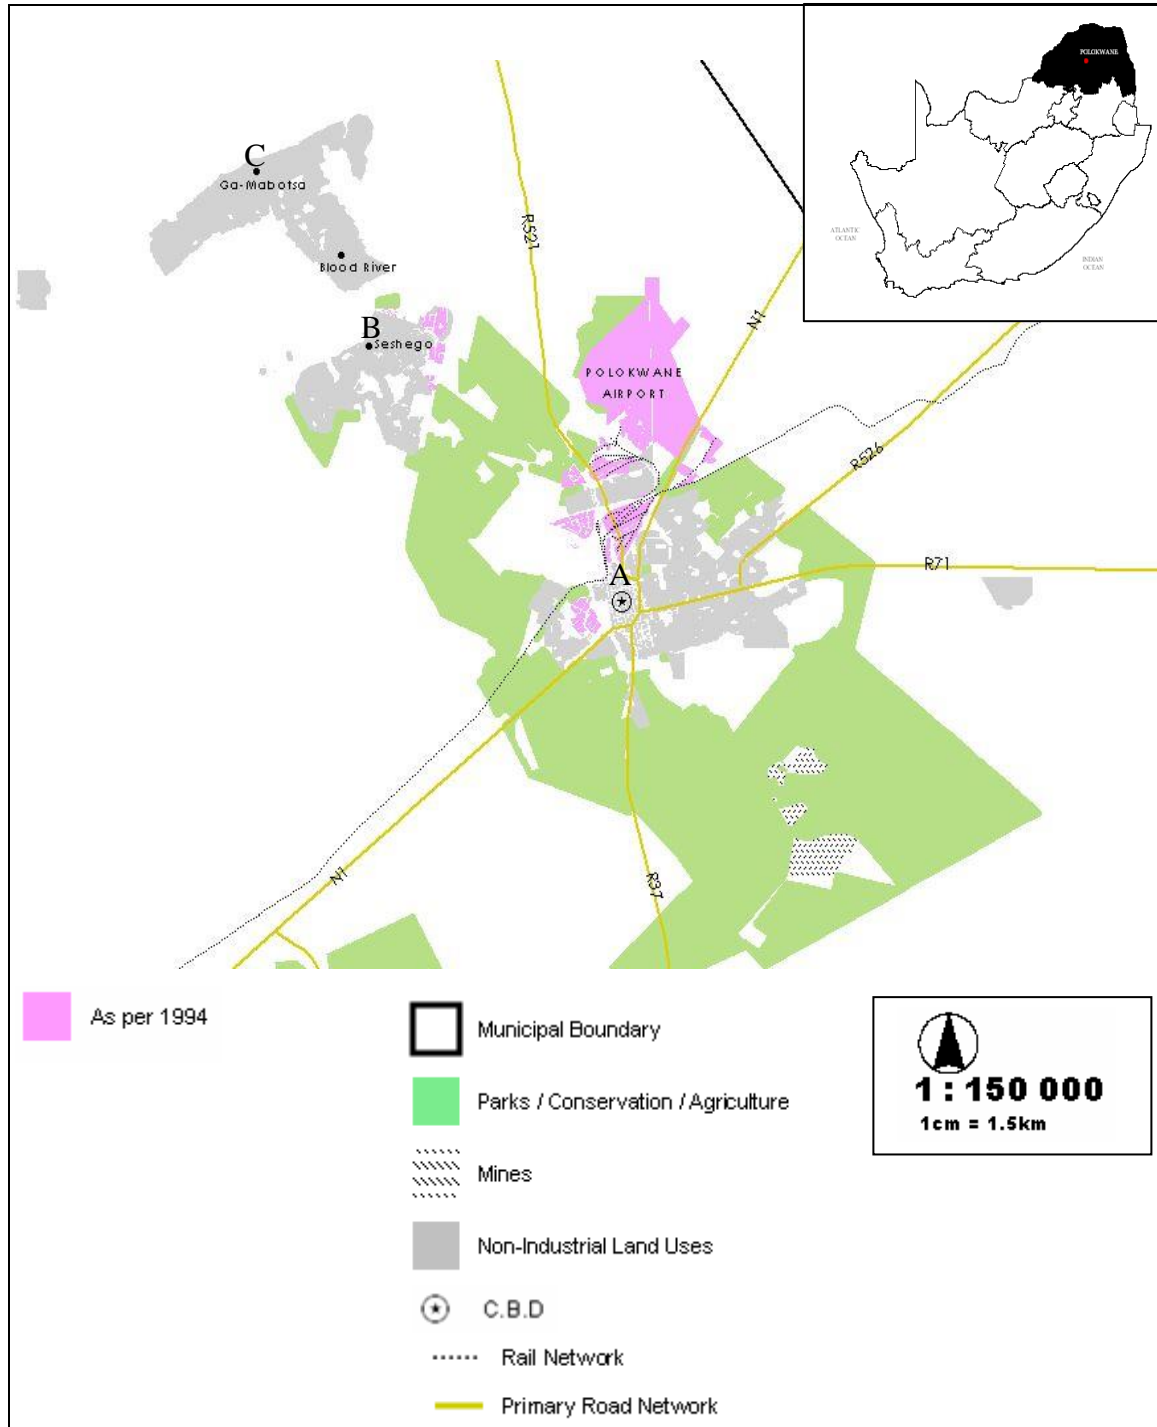 POLOKWANE
ATLANTIC
OCEAN
INDIAN
OCEAN
C
Ga-Mabotsa
Blood River
B
Seshego
R521
N1
POLOKWANE
AIRPORT
R526
R71
A
N1
R37
As per 1994
Municipal Boundary
Parks / Conservation / Agriculture
Mines
Non-Industrial Land Uses
C.B.D
Rail Network
Primary Road Network
1 : 150 000
1cm = 1.5km